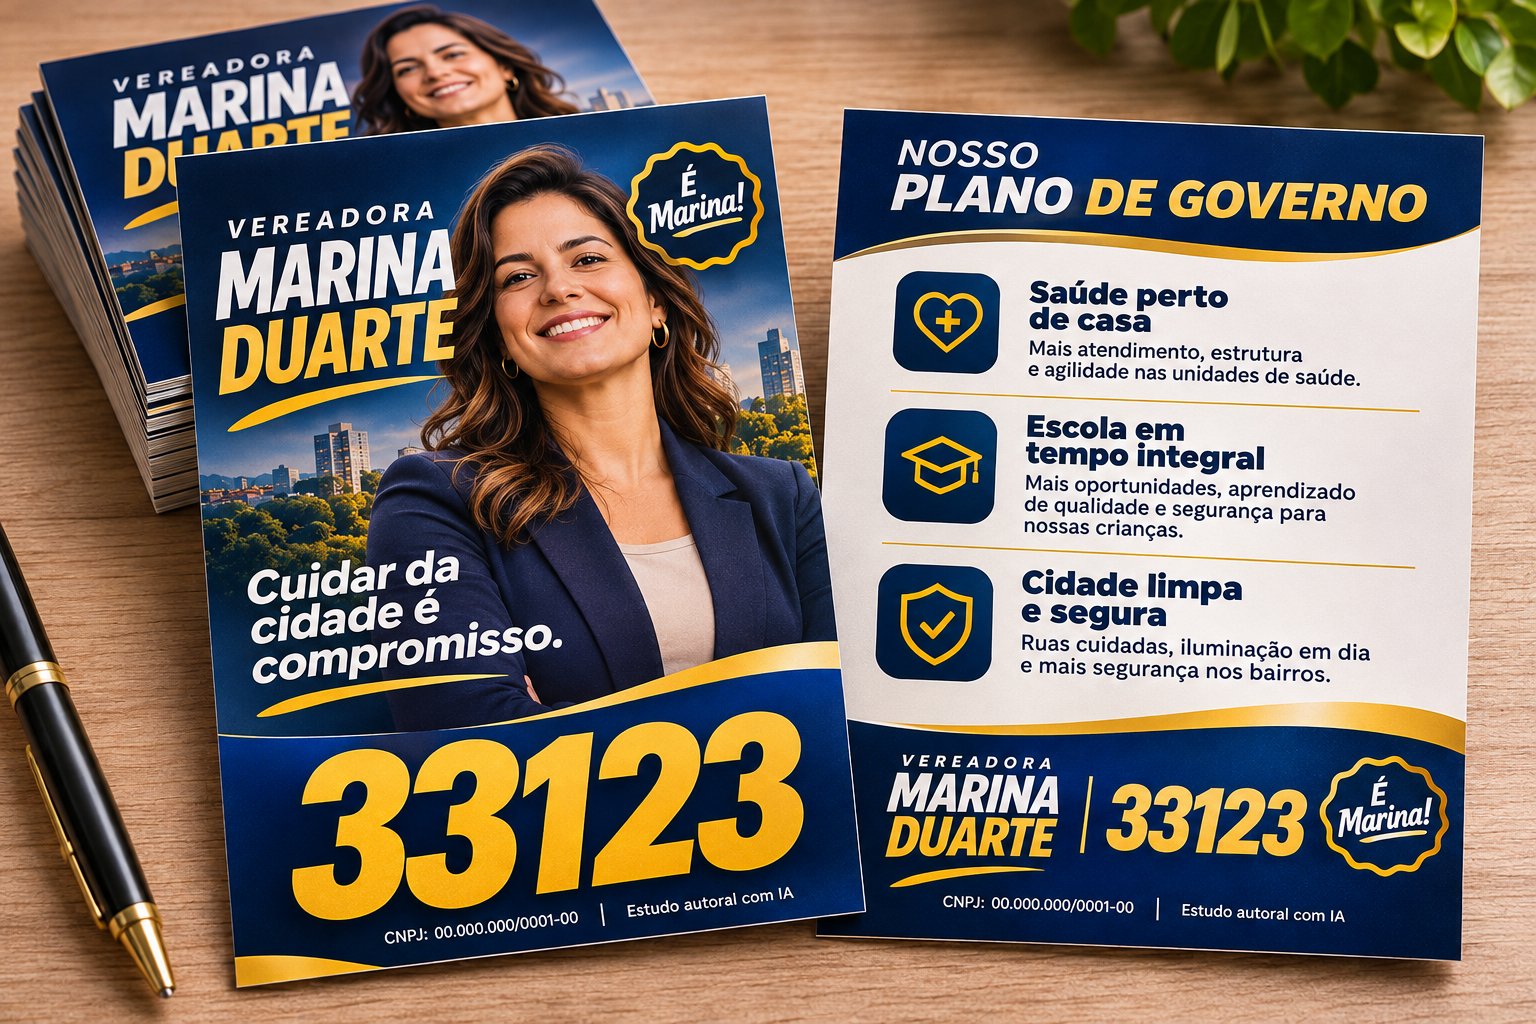 VEREADORA
MARINA
DUARTE
VEREADORA
MARINA
DUARTE
É
Marina!
Cuidar da
cidade é
compromisso.
33123
CNPJ: 00.000.000/0001-00 | Estudo autoral com IA
NOSSO
PLANO DE GOVERNO
Saúde perto
de casa
Mais atendimento, estrutura
e agilidade nas unidades de saúde.
Escola em
tempo integral
Mais oportunidades, aprendizado
de qualidade e segurança para
nossas crianças.
Cidade limpa
e segura
Ruas cuidadas, iluminação em dia
e mais segurança nos bairros.
VEREADORA
MARINA
DUARTE
33123
É
Marina!
CNPJ: 00.000.000/0001-00 | Estudo autoral com IA